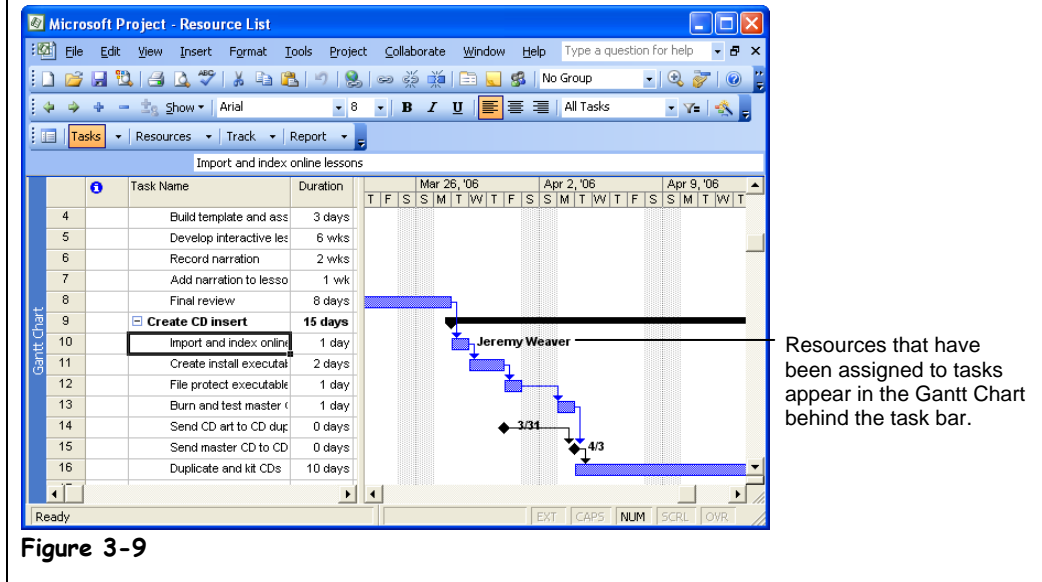 Microsoft Project - Resource List
File Edit View Insert Format Tools Project Collaborate Window Help Type a question for help
ABC No Group
Show Arial 8 B I U All Tasks
Tasks Resources Track Report
Import and index online lessons
Task Name Duration Mar 26, '06 Apr 2, '06 Apr 9, '06
T F S S M T W T F S S M T W T F S S M T W T
4 Build template and ass 3 days
5 Develop interactive les 6 wks
6 Record narration 2 wks
7 Add narration to lesso 1 wk
8 Final review 8 days
9 Create CD insert 15 days
10 Import and index online 1 day Jeremy Weaver
11 Create install executab 2 days
12 File protect executable 1 day
13 Burn and test master 1 day
14 Send CD art to CD dup 0 days 3/31
15 Send master CD to CD 0 days 4/3
16 Duplicate and kit CDs 10 days
Gantt Chart
Ready EXT CAPS NUM SCRL OVR
Resources that have
been assigned to tasks
appear in the Gantt Chart
behind the task bar.
Figure 3-9